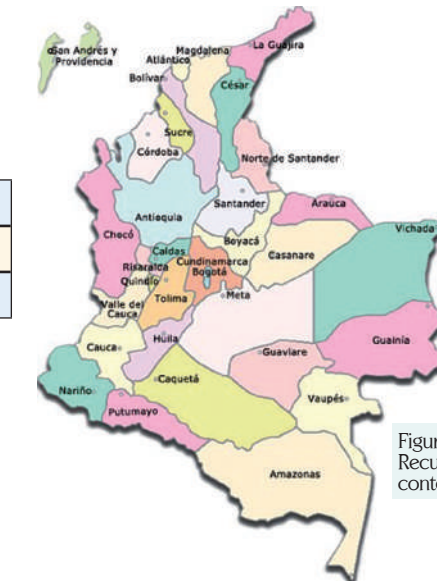 San Andrés y
Providencia
Magdalena
La Guajira
Atlántico
Bolívar
César
Sucre
Córdoba
Norte de Santander
Santander
Antioquia
Arauca
Chocó
Boyacá
Vichada
Caldas
Casanare
Risaralda
Cundinamarca
Quindío
Bogotá
Tolima
Meta
Valle del
Cauca
Huila
Guainía
Cauca
Guaviare
Caquetá
Nariño
Vaupés
Putumayo
Amazonas
Figur
Recu
conte